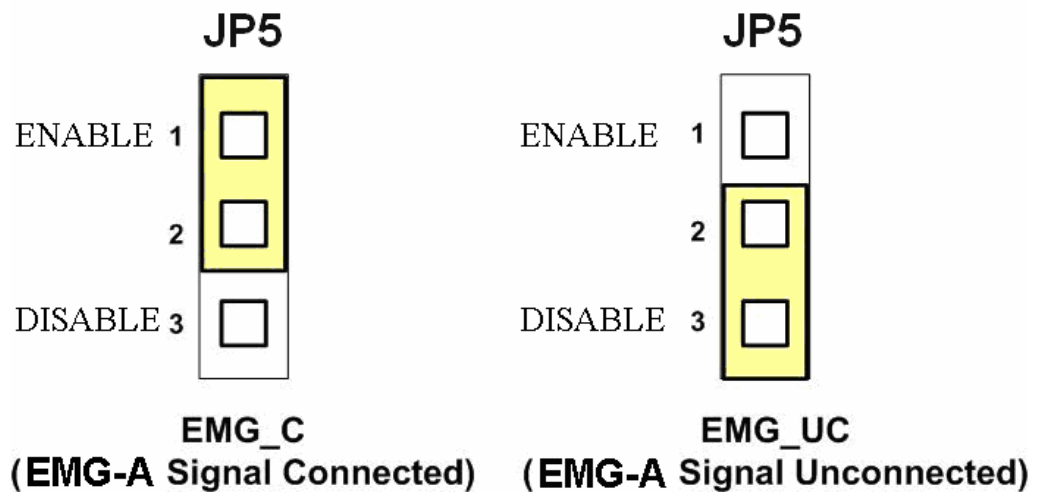 JP5
ENABLE 1
2
DISABLE 3
EMG_C
(EMG-A Signal Connected)
JP5
ENABLE 1
2
DISABLE 3
EMG_UC
(EMG-A Signal Unconnected)